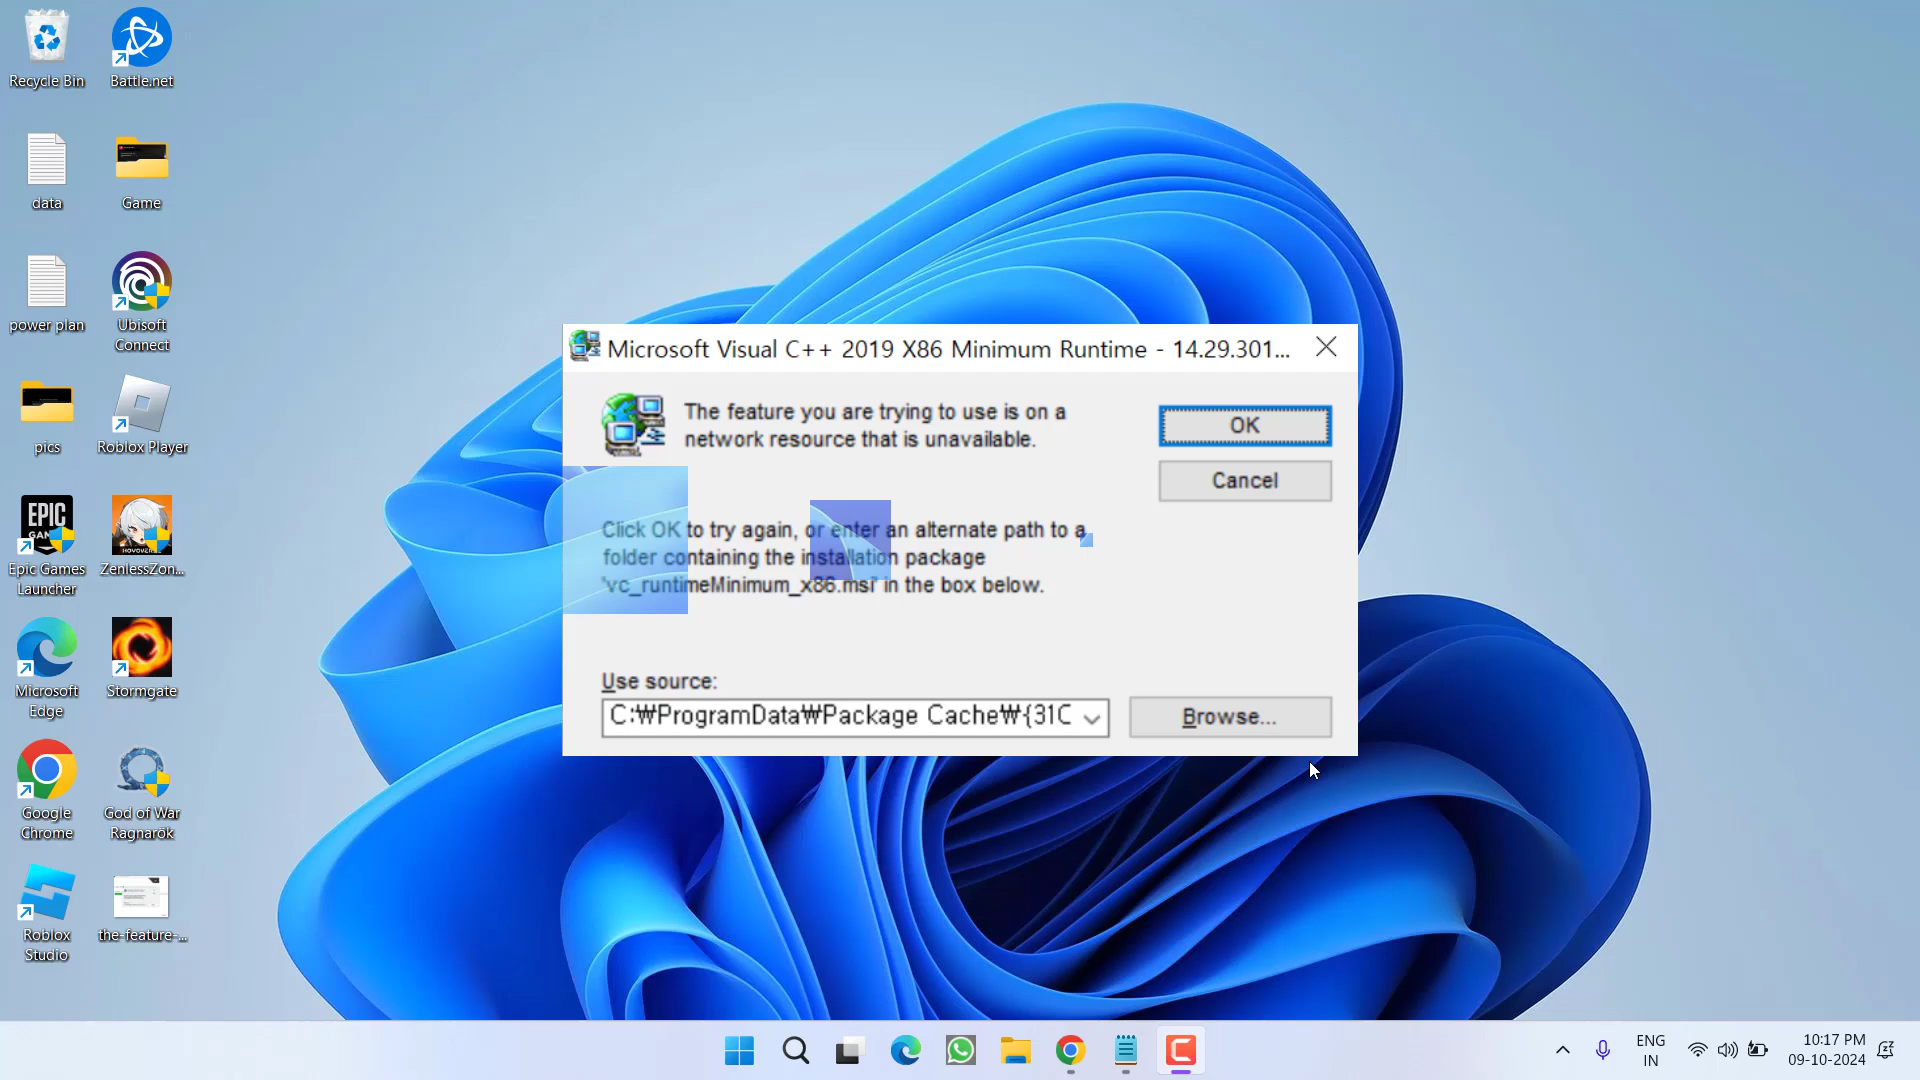 Recycle Bin
Battle.net
data
Game
power plan
Ubisoft
Connect
pics
Roblox Player
EPIC
GAM
Epic Games
Launcher
ZenlessZon...
Microsoft
Edge
Stormgate
Google
Chrome
God of War
Ragnarök
Roblox
Studio
the-feature-...
Microsoft Visual C++ 2019 X86 Minimum Runtime - 14.29.301...
The feature you are trying to use is on a
network resource that is unavailable.
OK
Cancel
Click OK to try again, or enter an alternate path to a
folder containing the installation package
'vc_runtimeMinimum_x86.msi' in the box below.
Use source:
C:₩ProgramData₩Package Cache₩{31C
Browse...
ENG
IN
10:17 PM
09-10-2024